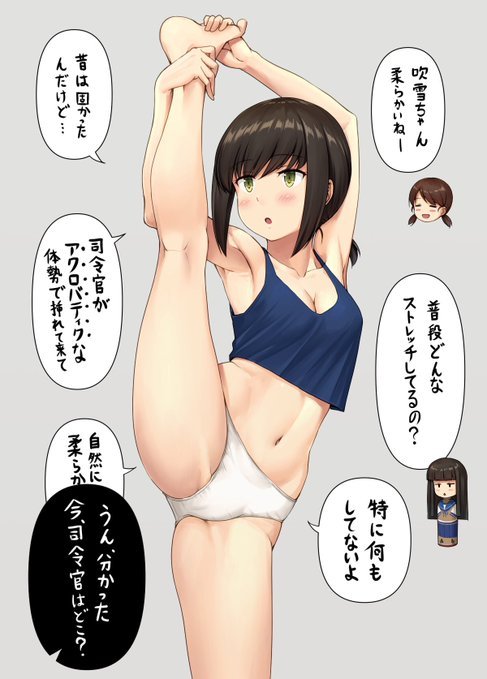 吹雪ちゃん
柔らかいねー
普段どんな
ストレッチしてるの？
特に何も
してないよ
昔は固かった
んだけど…
司令官が
アクロバティクな
体勢で挿れて来て
自然に
柔らか
うん、分かった
今、司令官はどこ？